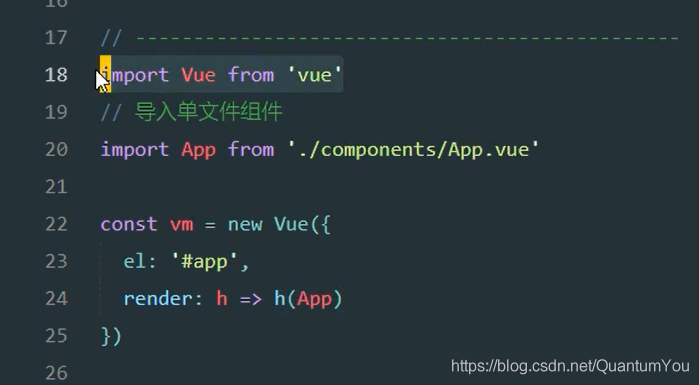 16
17 // -----------------------------------------------
18 import Vue from 'vue'
19 // 导入单文件组件
20 import App from './components/App.vue'
21
22 const vm = new Vue({
23 el: '#app',
24 render: h => h(App)
25 })
26
https://blog.csdn.net/QuantumYou